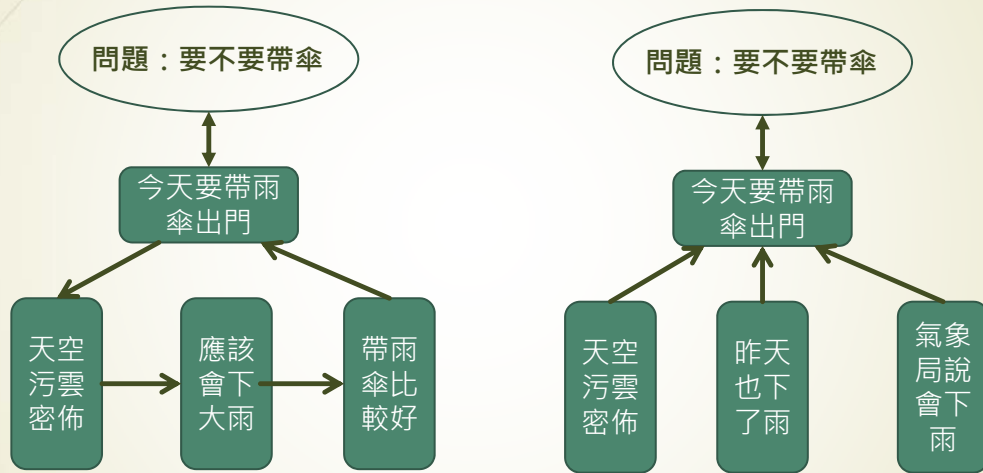 問題：要不要帶傘
今天要帶雨
傘出門
天空
污雲
密佈
應該
會下
大雨
帶雨
傘比
較好
問題：要不要帶傘
今天要帶雨
傘出門
天空
污雲
密佈
昨天
也下
了雨
氣象
局說
會下
雨